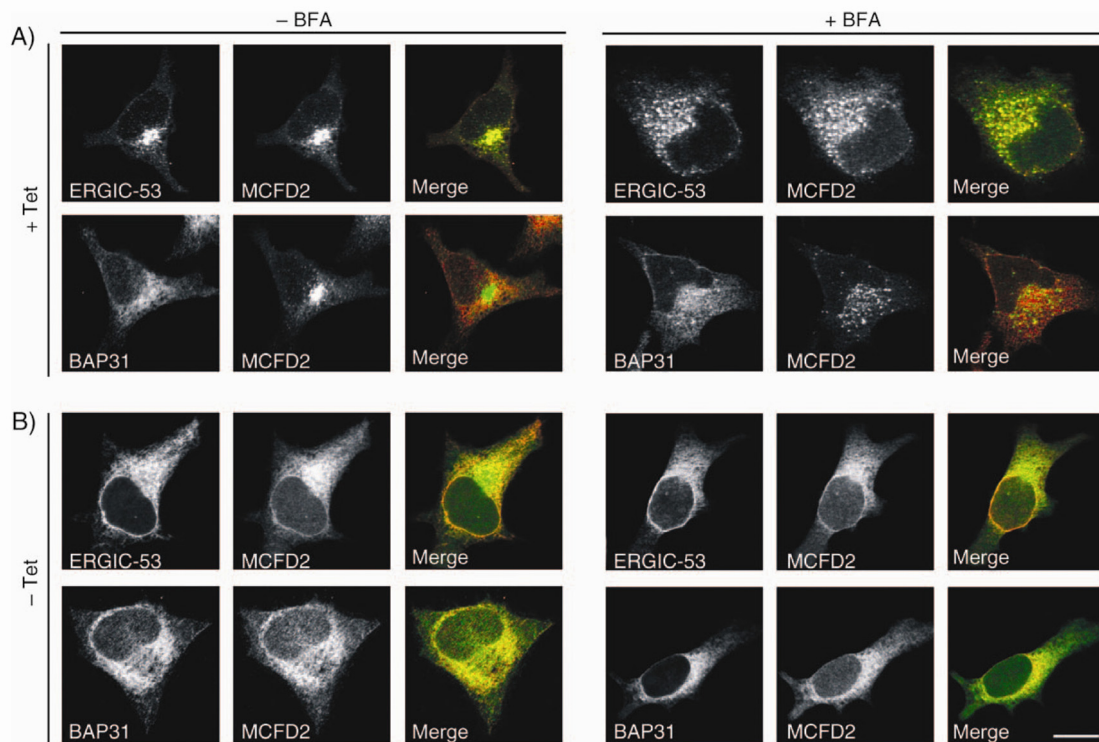 – BFA
+ BFA
A)
+ Tet
ERGIC-53 MCFD2 Merge ERGIC-53 MCFD2 Merge
BAP31 MCFD2 Merge BAP31 MCFD2 Merge
B)
– Tet
ERGIC-53 MCFD2 Merge ERGIC-53 MCFD2 Merge
BAP31 MCFD2 Merge BAP31 MCFD2 Merge